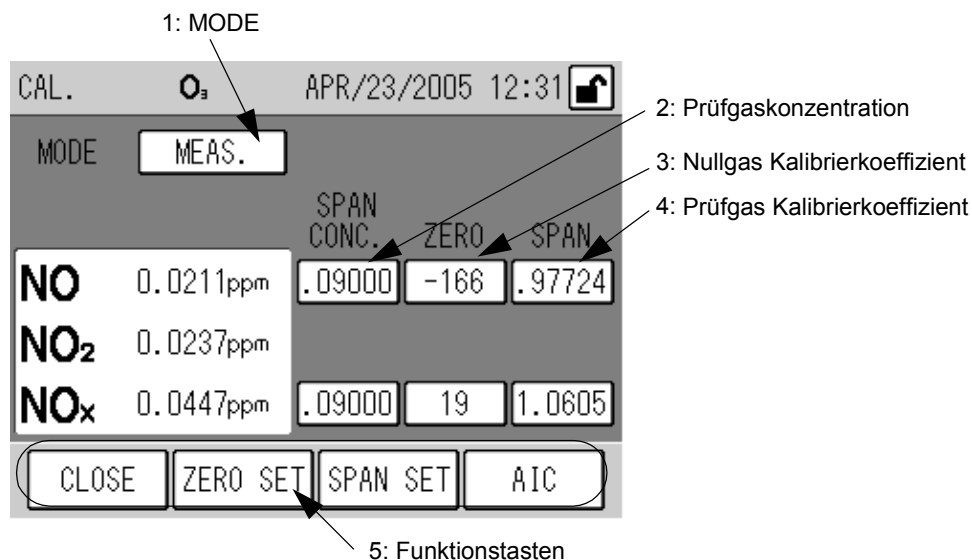 1: MODE
CAL. O₃ APR/23/2005 12:31
2: Prüfgaskonzentration
MODE MEAS.
3: Nullgas Kalibrierkoeffizient
4: Prüfgas Kalibrierkoeffizient
SPAN
CONC. ZERO SPAN
NO 0.0211ppm .09000 -166 .97724
NO₂ 0.0237ppm
NOx 0.0447ppm .09000 19 1.0605
CLOSE ZERO SET SPAN SET AIC
5: Funktionstasten